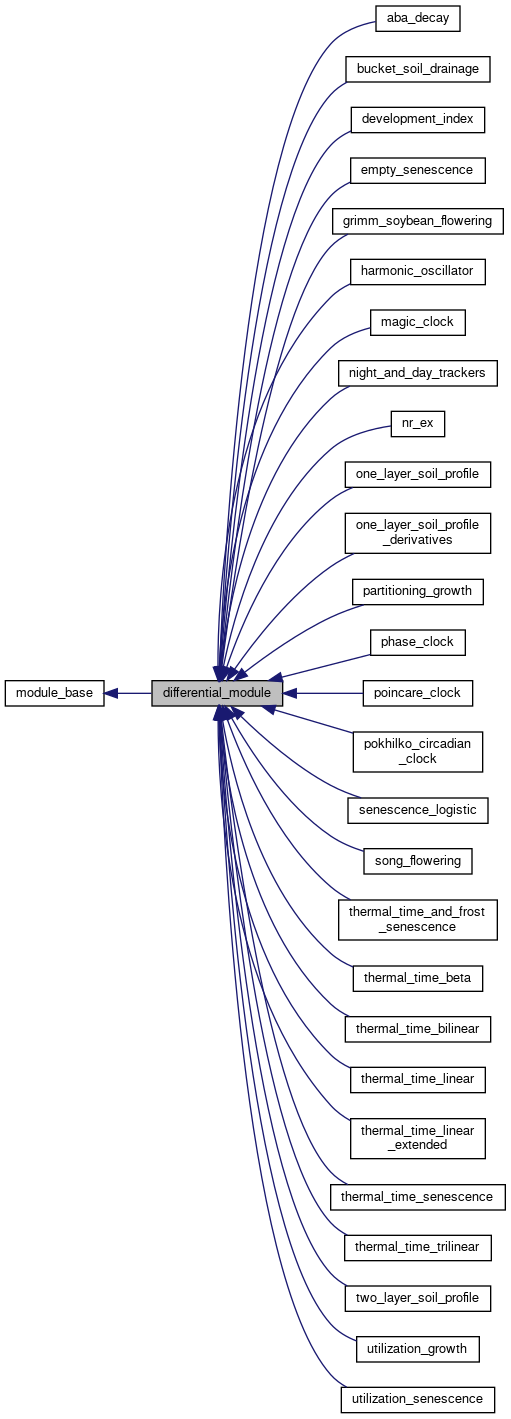 aba_decay
bucket_soil_drainage
development_index
empty_senescence
grimm_soybean_flowering
harmonic_oscillator
magic_clock
night_and_day_trackers
nr_ex
one_layer_soil_profile
one_layer_soil_profile
_derivatives
partitioning_growth
phase_clock
module_base
differential_module
poincare_clock
pokhilko_circadian
_clock
senescence_logistic
song_flowering
thermal_time_and_frost
_senescence
thermal_time_beta
thermal_time_bilinear
thermal_time_linear
thermal_time_linear
_extended
thermal_time_senescence
thermal_time_trilinear
two_layer_soil_profile
utilization_growth
utilization_senescence